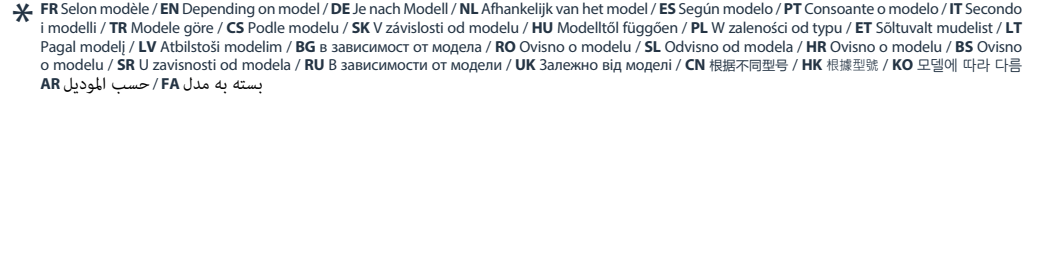 * FR Selon modèle / EN Depending on model / DE Je nach Modell / NL Afhankelijk van het model / ES Según modelo / PT Consoante o modelo / IT Secondo
i modelli / TR Modele göre / CS Podle modelu / SK V závislosti od modelu / HU Modelltől függően / PL W zaleności od typu / ET Sõltuvalt mudelist / LT
Pagal modelį / LV Atbilstoši modelim / BG в зависимост от модела / RO Ovisno o modelu / SL Odvisno od modela / HR Ovisno o modelu / BS Ovisno
o modelu / SR U zavisnosti od modela / RU В зависимости от модели / UK Залежно від моделі / CN 根据不同型号 / HK 根據型號 / KO 모델에 따라 다름
AR حسب الموديل / FA بسته به مدل